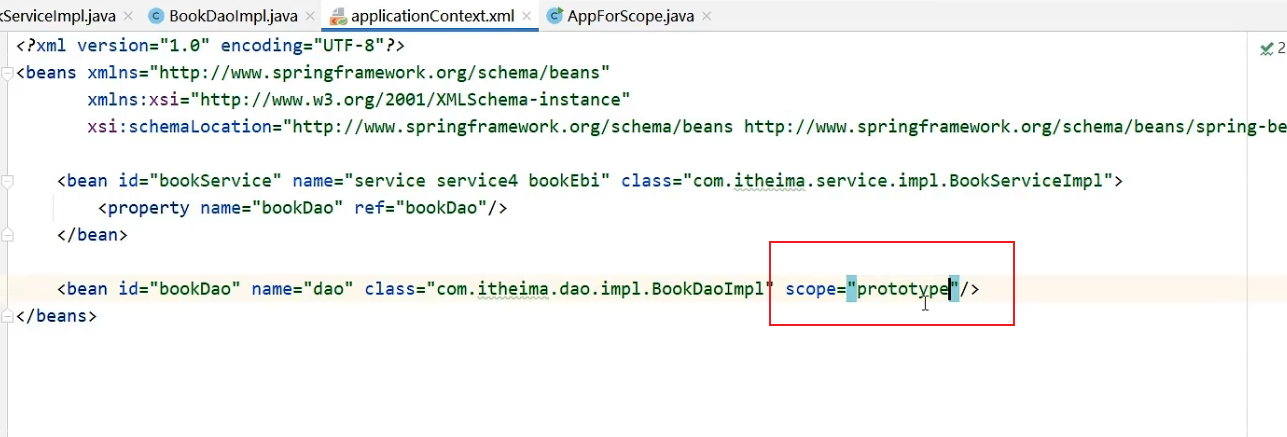 kServiceImpl.java × BookDaoImpl.java × applicationContext.xml × AppForScope.java ×
<?xml version="1.0" encoding="UTF-8"?>
<beans xmlns="http://www.springframework.org/schema/beans"
xmlns:xsi="http://www.w3.org/2001/XMLSchema-instance"
xsi:schemaLocation="http://www.springframework.org/schema/beans http://www.springframework.org/schema/beans/spring-be
<bean id="bookService" name="service service4 bookEbi" class="com.itheima.service.impl.BookServiceImpl">
<property name="bookDao" ref="bookDao"/>
</bean>
<bean id="bookDao" name="dao" class="com.itheima.dao.impl.BookDaoImpl" scope="prototype"/>
</beans>
2